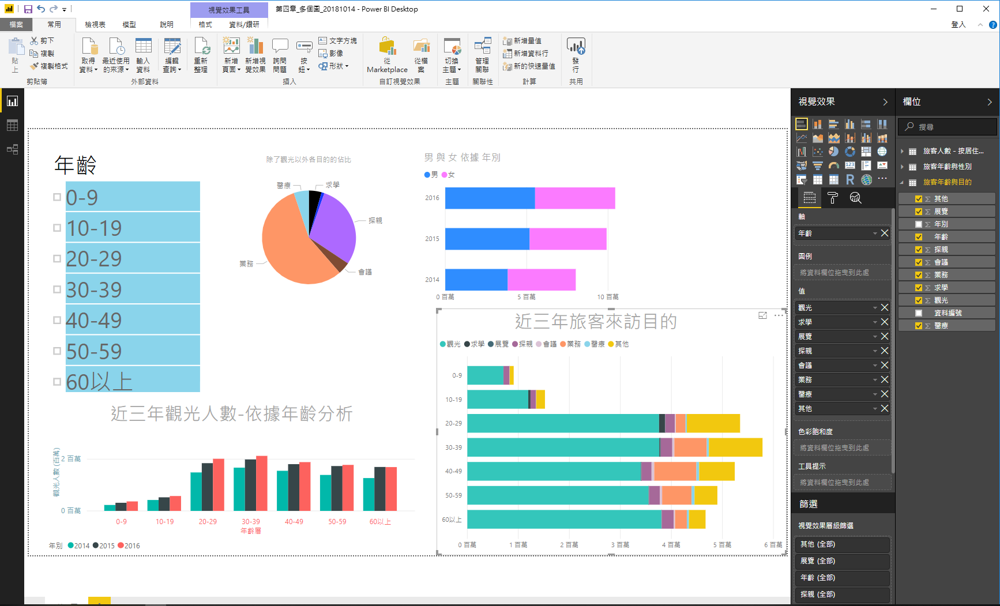 視覺效果工具
第四章_多個圖_20181014 - Power BI Desktop
檔案 常用 檢視表 模型 說明 格式 資料/鑽研 登入
貼上
剪下
複製
複製格式
剪貼簿
取得資料
最近使用的來源
輸入資料
編輯查詢
重新整理
外部資料
新增頁面
新增視覺效果
詢問問題
按鈕
文字方塊
影像
形狀
插入
從 Marketplace
從檔案
自訂視覺效果
切換主題
主題
管理關聯
關聯性
新增量值
新增資料行
新的快速量值
計算
發行
共用
年齡
0-9
10-19
20-29
30-39
40-49
50-59
60以上
除了觀光以外各目的的佔比
醫療
求學
探親
業務
會議
男 與 女 依據 年別
男 女
2016
2015
2014
0 百萬 5 百萬 10 百萬
近三年觀光人數-依據年齡分析
觀光人數 (百萬)
2 百萬
0 百萬
0-9 10-19 20-29 30-39 40-49 50-59 60以上
年齡層
年別 2014 2015 2016
近三年旅客來訪目的
觀光 求學 展覽 探親 會議 業務 醫療 其他
0-9
10-19
20-29
30-39
40-49
50-59
60以上
0 百萬 1 百萬 2 百萬 3 百萬 4 百萬 5 百萬 6 百萬
視覺效果
123
R
軸
年齡
圖例
將資料欄位拖曳到此處
值
觀光
求學
展覽
探親
會議
業務
醫療
其他
色彩飽和度
將資料欄位拖曳到此處
工具提示
將資料欄位拖曳到此處
篩選
視覺效果層級篩選
其他 (全部)
展覽 (全部)
年齡 (全部)
探親 (全部)
欄位
搜尋
旅客人數 - 按居住...
旅客年齡與性別
旅客年齡與目的
Σ 其他
Σ 展覽
Σ 年別
年齡
Σ 探親
Σ 會議
Σ 業務
Σ 求學
Σ 觀光
資料編號
Σ 醫療